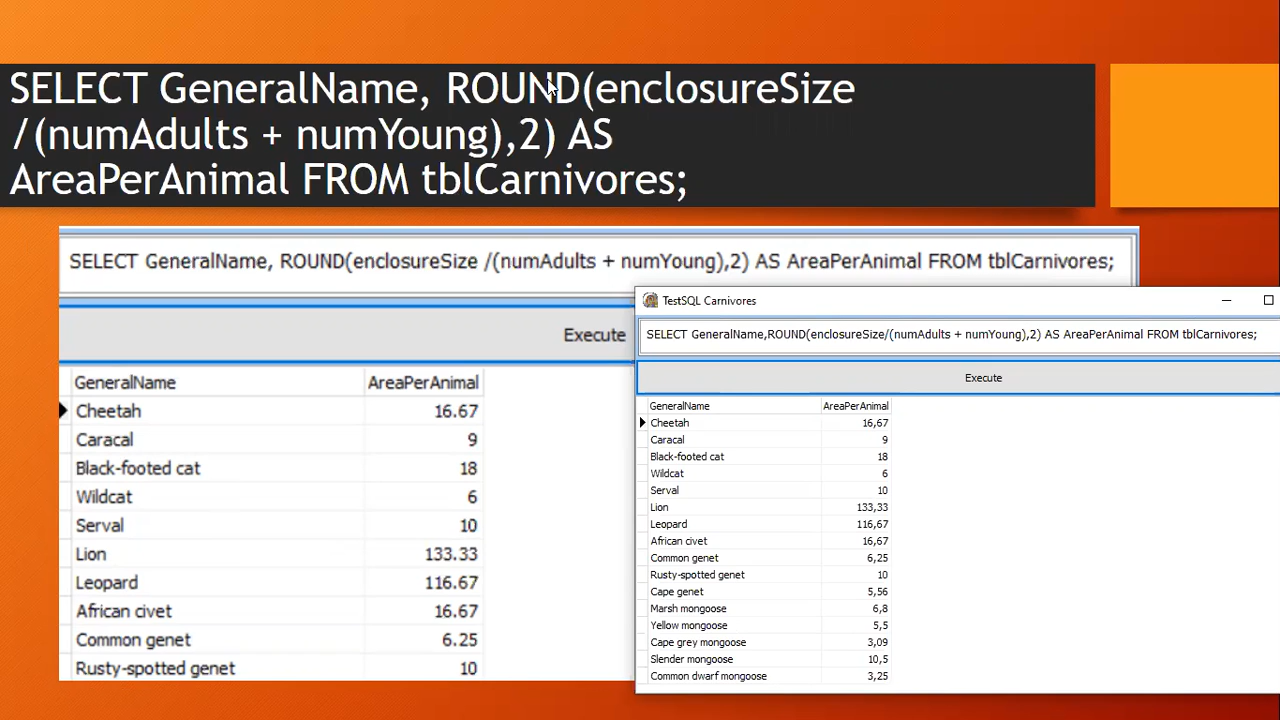 SELECT GeneralName, ROUND(enclosureSize
/(numAdults + numYoung),2) AS
AreaPerAnimal FROM tblCarnivores;
SELECT GeneralName, ROUND(enclosureSize /(numAdults + numYoung),2) AS AreaPerAnimal FROM tblCarnivores;
Execute
GeneralName AreaPerAnimal
Cheetah 16.67
Caracal 9
Black-footed cat 18
Wildcat 6
Serval 10
Lion 133.33
Leopard 116.67
African civet 16.67
Common genet 6.25
Rusty-spotted genet 10
TestSQL Carnivores
SELECT GeneralName,ROUND(enclosureSize/(numAdults + numYoung),2) AS AreaPerAnimal FROM tblCarnivores;
Execute
GeneralName AreaPerAnimal
Cheetah 16,67
Caracal 9
Black-footed cat 18
Wildcat 6
Serval 10
Lion 133,33
Leopard 116,67
African civet 16,67
Common genet 6,25
Rusty-spotted genet 10
Cape genet 5,56
Marsh mongoose 6,8
Yellow mongoose 5,5
Cape grey mongoose 3,09
Slender mongoose 10,5
Common dwarf mongoose 3,25